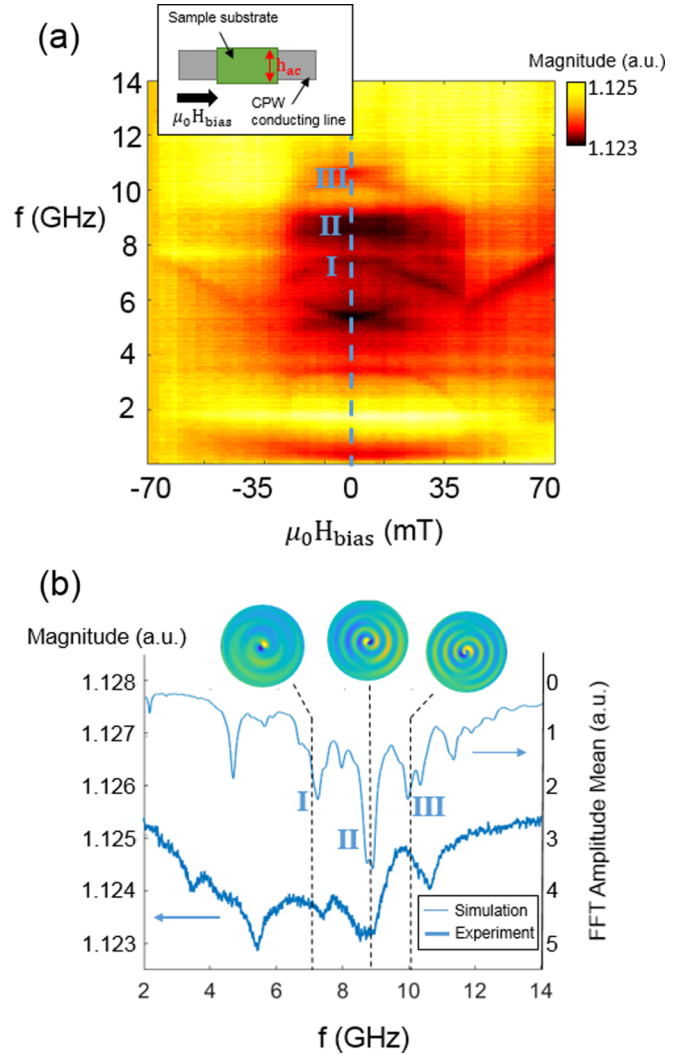 (a)
Sample substrate
h_ac
μ₀H_bias
CPW
conducting line
Magnitude (a.u.)
1.125
1.123
14
12
10
8
6
4
2
f (GHz)
III
II
I
-70
-35
0
35
70
μ₀H_bias (mT)
(b)
Magnitude (a.u.)
1.128
1.127
1.126
1.125
1.124
1.123
0
1
2
3
4
5
FFT Amplitude Mean (a.u.)
I
II
III
Simulation
Experiment
2
4
6
8
10
12
14
f (GHz)